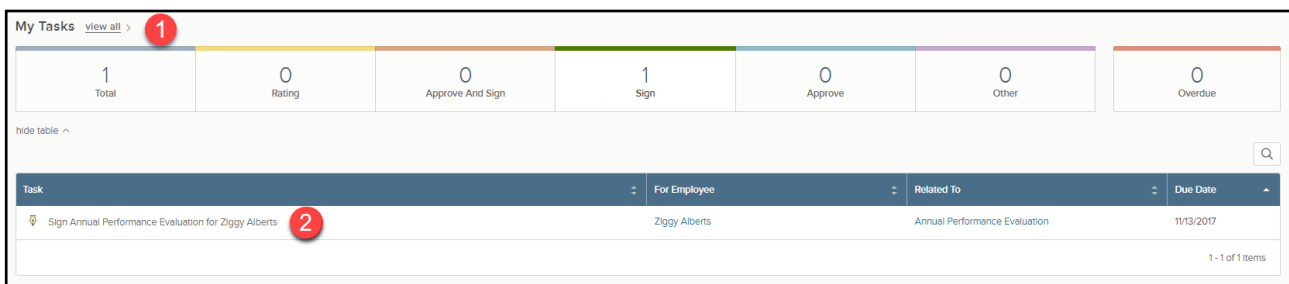 My Tasks view all > 1
1 0 0 1 0 0 0
Total Rating Approve And Sign Sign Approve Other Overdue
hide table
Task For Employee Related To Due Date
Sign Annual Performance Evaluation for Ziggy Alberts 2 Ziggy Alberts Annual Performance Evaluation 11/13/2017
1 - 1 of 1 Items